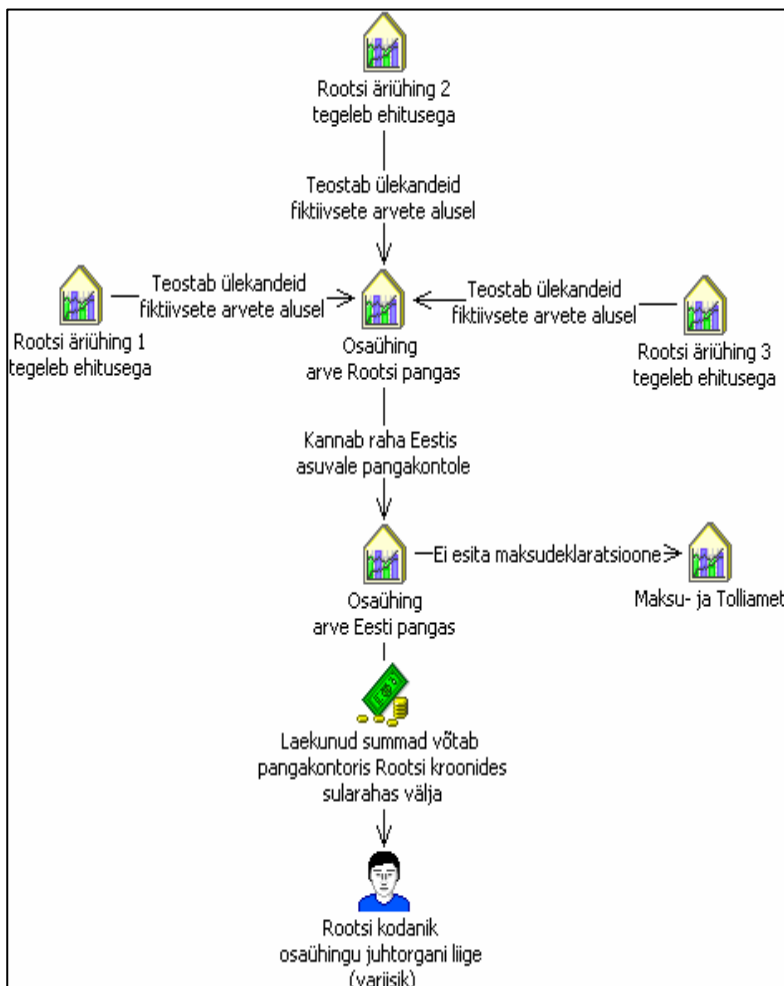 Rootsi äriühing 2
tegeleb ehitusega
Teostab ülekandeid
fiktiivsete arvete alusel
Teostab ülekandeid
fiktiivsete arvete alusel
Teostab ülekandeid
fiktiivsete arvete alusel
Rootsi äriühing 1
tegeleb ehitusega
Osaühing
arve Rootsi pangas
Rootsi äriühing 3
tegeleb ehitusega
Kannab raha Eestis
asuvale pangakontole
Ei esita maksudeklaratsioone
Osaühing
arve Eesti pangas
Maksu- ja Tolliamet
Laekunud summad võtab
pangakontoris Rootsi kroonides
sularahas välja
Rootsi kodanik
osaühingu juhtorgani liige
(variisik)